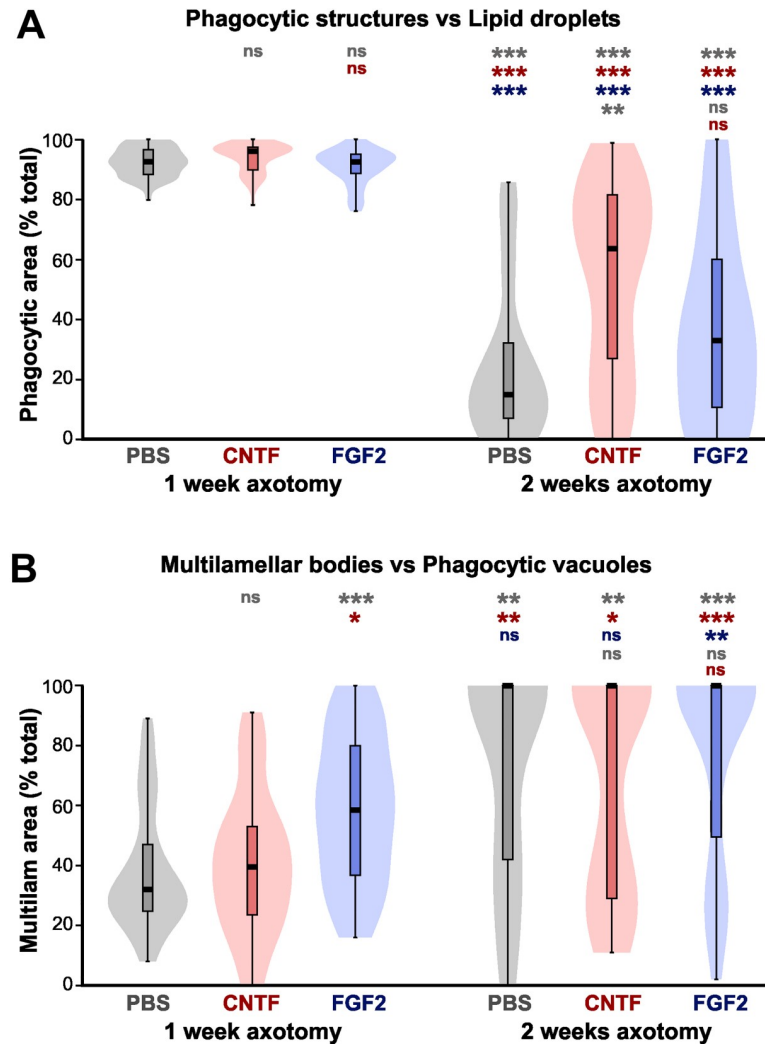 A
Phagocytic structures vs Lipid droplets
ns ns *** *** ***
ns *** *** ***
*** *** ***
** ns
ns
Phagocytic area (% total)
100
80
60
40
20
0
PBS CNTF FGF2 PBS CNTF FGF2
1 week axotomy 2 weeks axotomy
B
Multilamellar bodies vs Phagocytic vacuoles
ns *** ** ** ***
* ** * ***
ns ns **
ns ns
ns
Multilam area (% total)
100
80
60
40
20
0
PBS CNTF FGF2 PBS CNTF FGF2
1 week axotomy 2 weeks axotomy